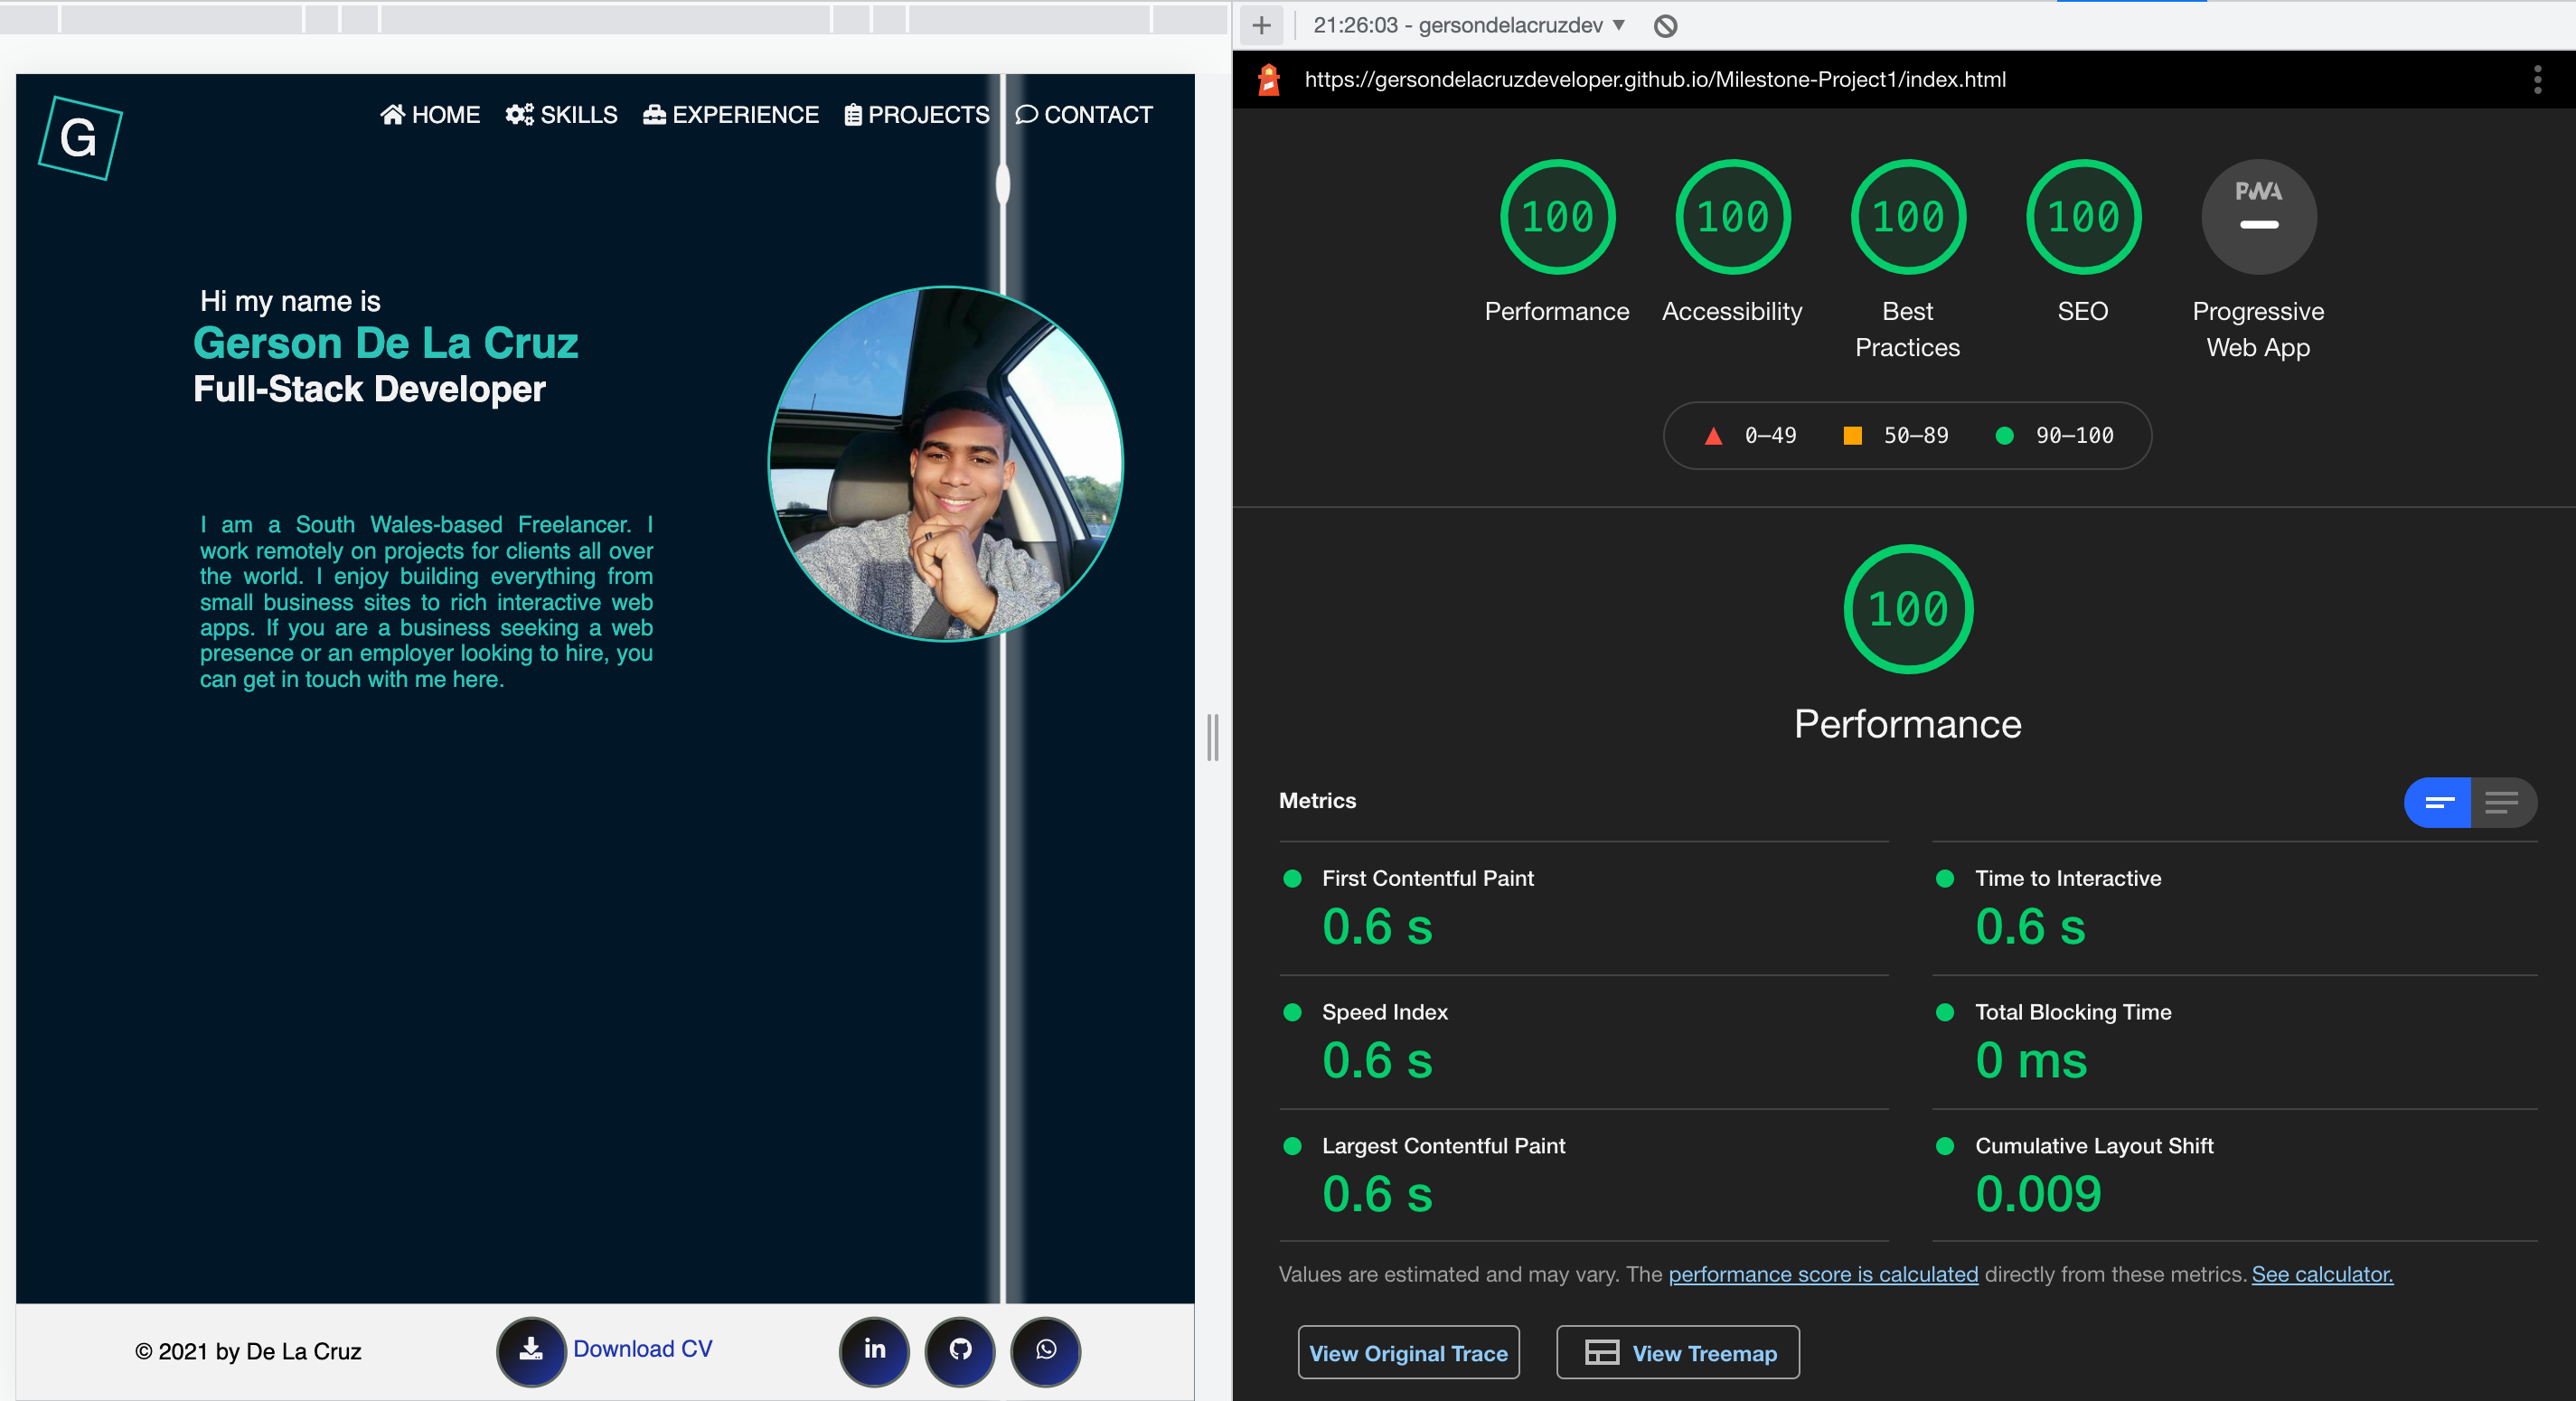 G
HOME SKILLS EXPERIENCE PROJECTS CONTACT
Hi my name is
Gerson De La Cruz
Full-Stack Developer
I am a South Wales-based Freelancer. I
work remotely on projects for clients all over
the world. I enjoy building everything from
small business sites to rich interactive web
apps. If you are a business seeking a web
presence or an employer looking to hire, you
can get in touch with me here.
© 2021 by De La Cruz
Download CV
in
21:26:03 - gersondelacruzdev
https://gersondelacruzdeveloper.github.io/Milestone-Project1/index.html
100 100 100 100 PWA
Performance Accessibility Best SEO Progressive
Practices Web App
0–49 50–89 90–100
100
Performance
Metrics
First Contentful Paint
0.6 s
Time to Interactive
0.6 s
Speed Index
0.6 s
Total Blocking Time
0 ms
Largest Contentful Paint
0.6 s
Cumulative Layout Shift
0.009
Values are estimated and may vary. The performance score is calculated directly from these metrics. See calculator.
View Original Trace
View Treemap